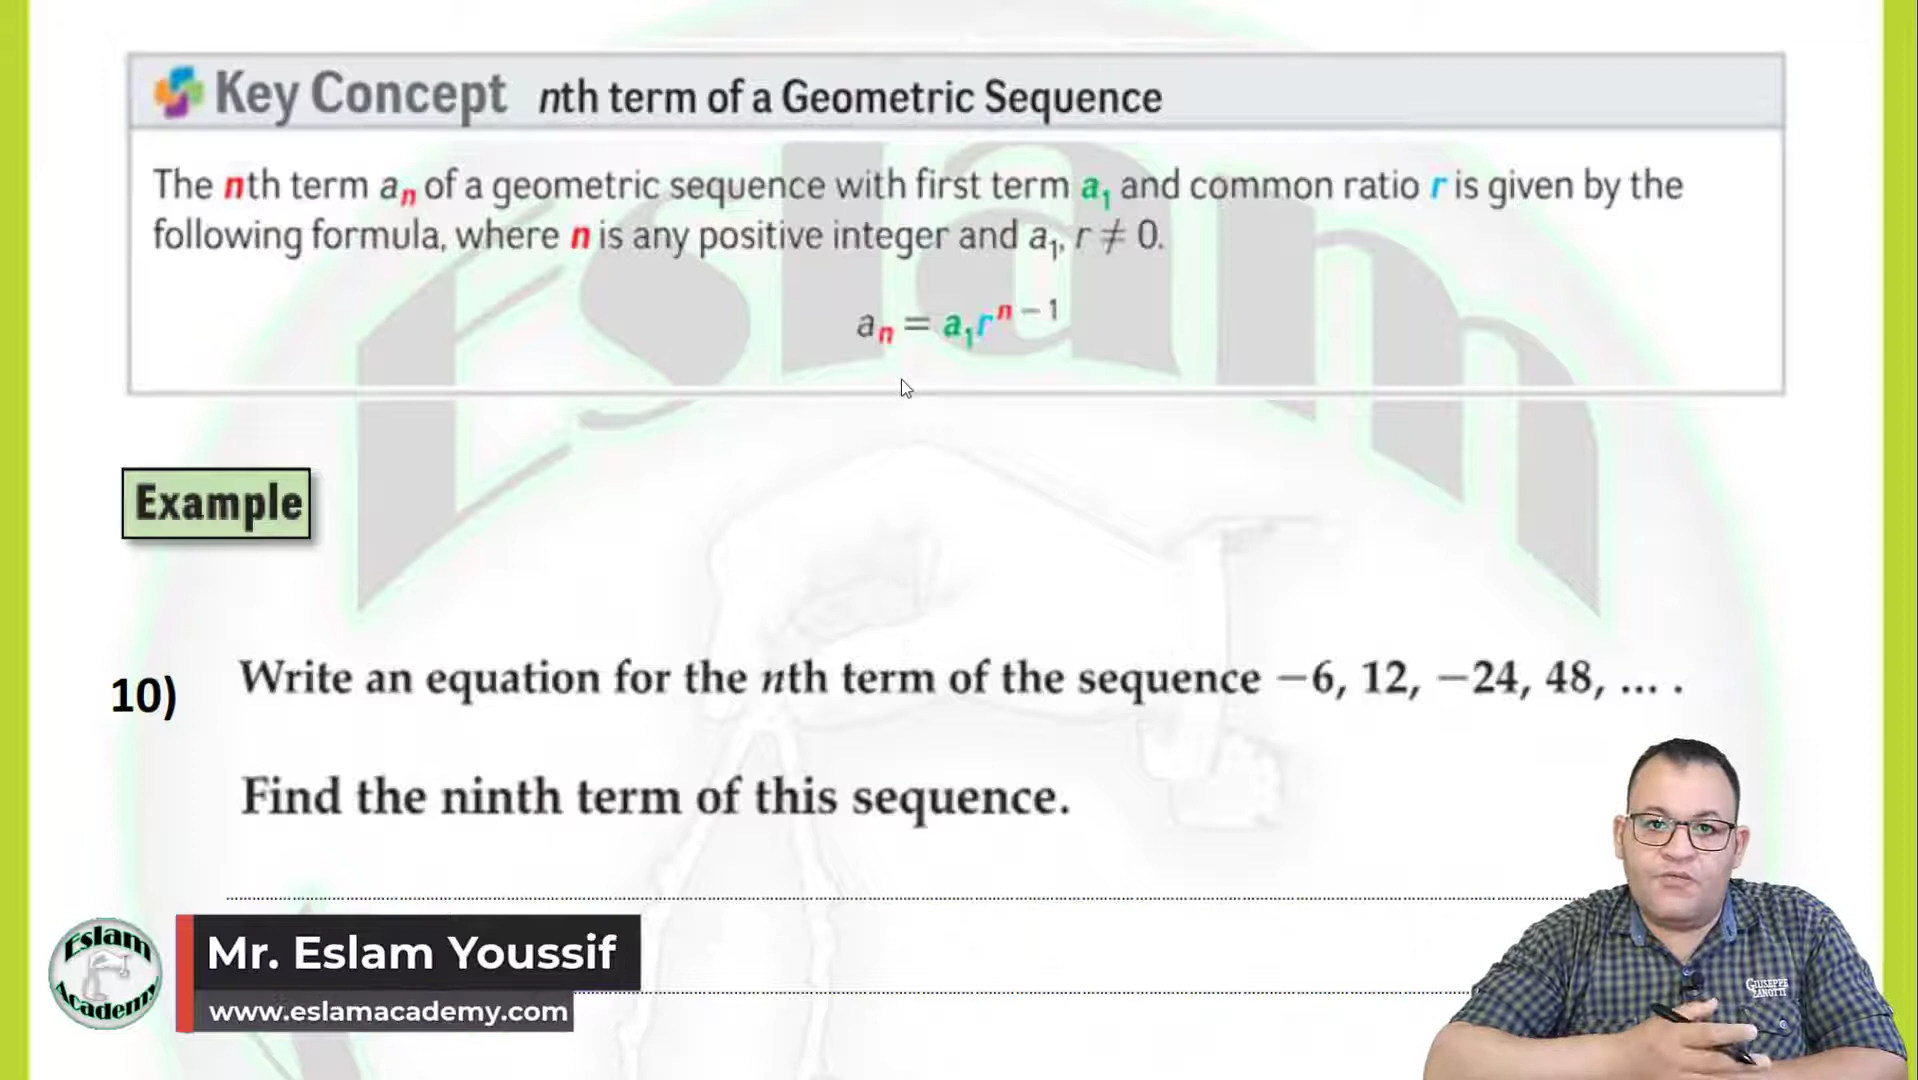 Key Concept nth term of a Geometric Sequence
The nth term aₙ of a geometric sequence with first term a₁ and common ratio r is given by the
following formula, where n is any positive integer and a₁, r ≠ 0.
aₙ = a₁rⁿ⁻¹
Example
10) Write an equation for the nth term of the sequence −6, 12, −24, 48, ... .
Find the ninth term of this sequence.
Eslam
Academy
Mr. Eslam Youssif
www.eslamacademy.com
GIUSEPPE
ZANOTTI
Eslam